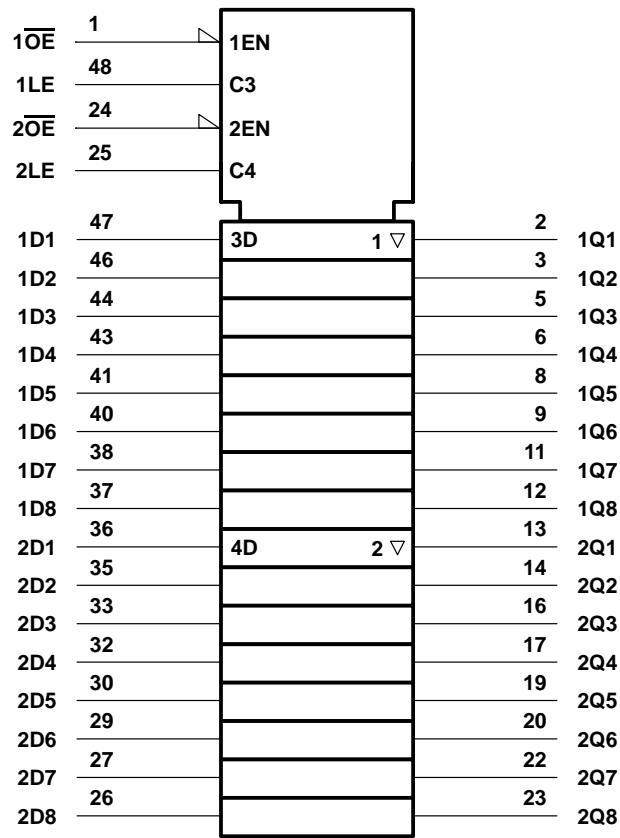 1O̅E̅ 1 1EN
1LE 48 C3
2O̅E̅ 24 2EN
2LE 25 C4
1D1 47 3D 1 ▽ 2 1Q1
1D2 46 3 1Q2
1D3 44 5 1Q3
1D4 43 6 1Q4
1D5 41 8 1Q5
1D6 40 9 1Q6
1D7 38 11 1Q7
1D8 37 12 1Q8
2D1 36 4D 2 ▽ 13 2Q1
2D2 35 14 2Q2
2D3 33 16 2Q3
2D4 32 17 2Q4
2D5 30 19 2Q5
2D6 29 20 2Q6
2D7 27 22 2Q7
2D8 26 23 2Q8